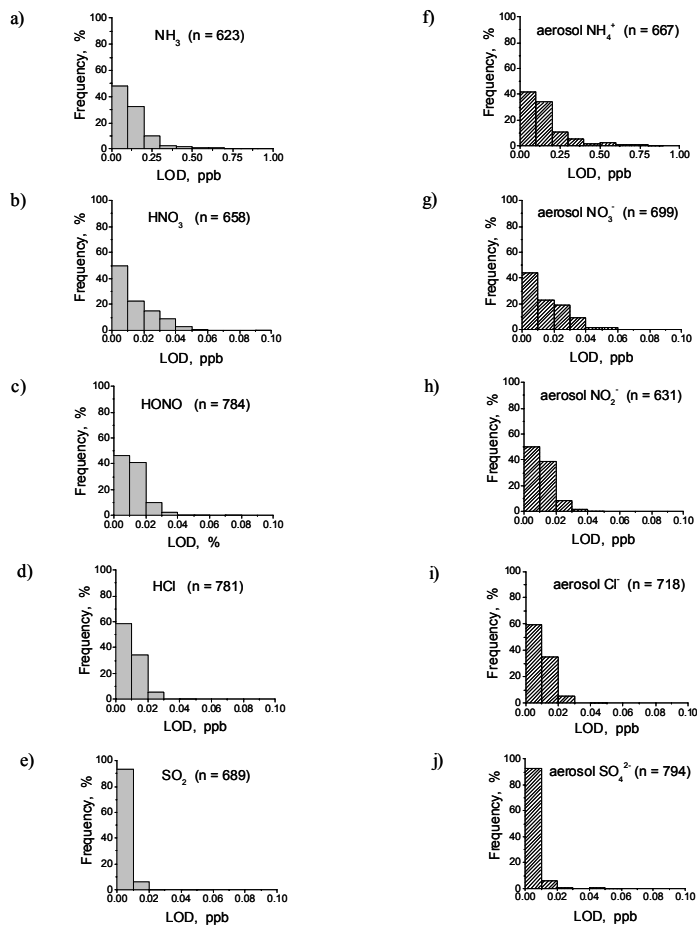 a)
NH3 (n = 623)
Frequency, %
100
80
60
40
20
0
0.00 0.25 0.50 0.75 1.00
LOD, ppb
f)
aerosol NH4+ (n = 667)
Frequency, %
100
80
60
40
20
0
0.00 0.25 0.50 0.75 1.00
LOD, ppb
b)
HNO3 (n = 658)
Frequency, %
100
80
60
40
20
0
0.00 0.02 0.04 0.06 0.08 0.10
LOD, ppb
g)
aerosol NO3- (n = 699)
Frequency, %
100
80
60
40
20
0
0.00 0.02 0.04 0.06 0.08 0.10
LOD, ppb
c)
HONO (n = 784)
Frequency, %
100
80
60
40
20
0
0.00 0.02 0.04 0.06 0.08 0.10
LOD, %
h)
aerosol NO2- (n = 631)
Frequency, %
100
80
60
40
20
0
0.00 0.02 0.04 0.06 0.08 0.10
LOD, ppb
d)
HCl (n = 781)
Frequency, %
100
80
60
40
20
0
0.00 0.02 0.04 0.06 0.08 0.10
LOD, ppb
i)
aerosol Cl- (n = 718)
Frequency, %
100
80
60
40
20
0
0.00 0.02 0.04 0.06 0.08 0.10
LOD, ppb
e)
SO2 (n = 689)
Frequency, %
100
80
60
40
20
0
0.00 0.02 0.04 0.06 0.08 0.10
LOD, ppb
j)
aerosol SO4 2- (n = 794)
Frequency, %
100
80
60
40
20
0
0.00 0.02 0.04 0.06 0.08 0.10
LOD, ppb